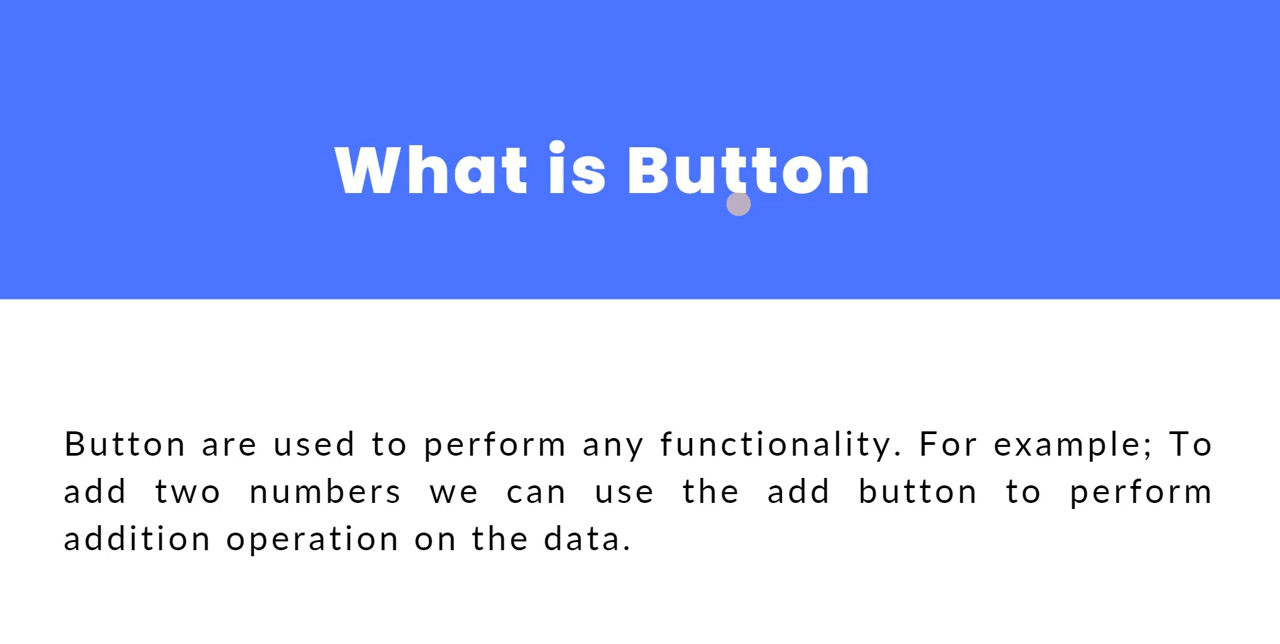 What is Button
Button are used to perform any functionality. For example; To
add two numbers we can use the add button to perform
addition operation on the data.